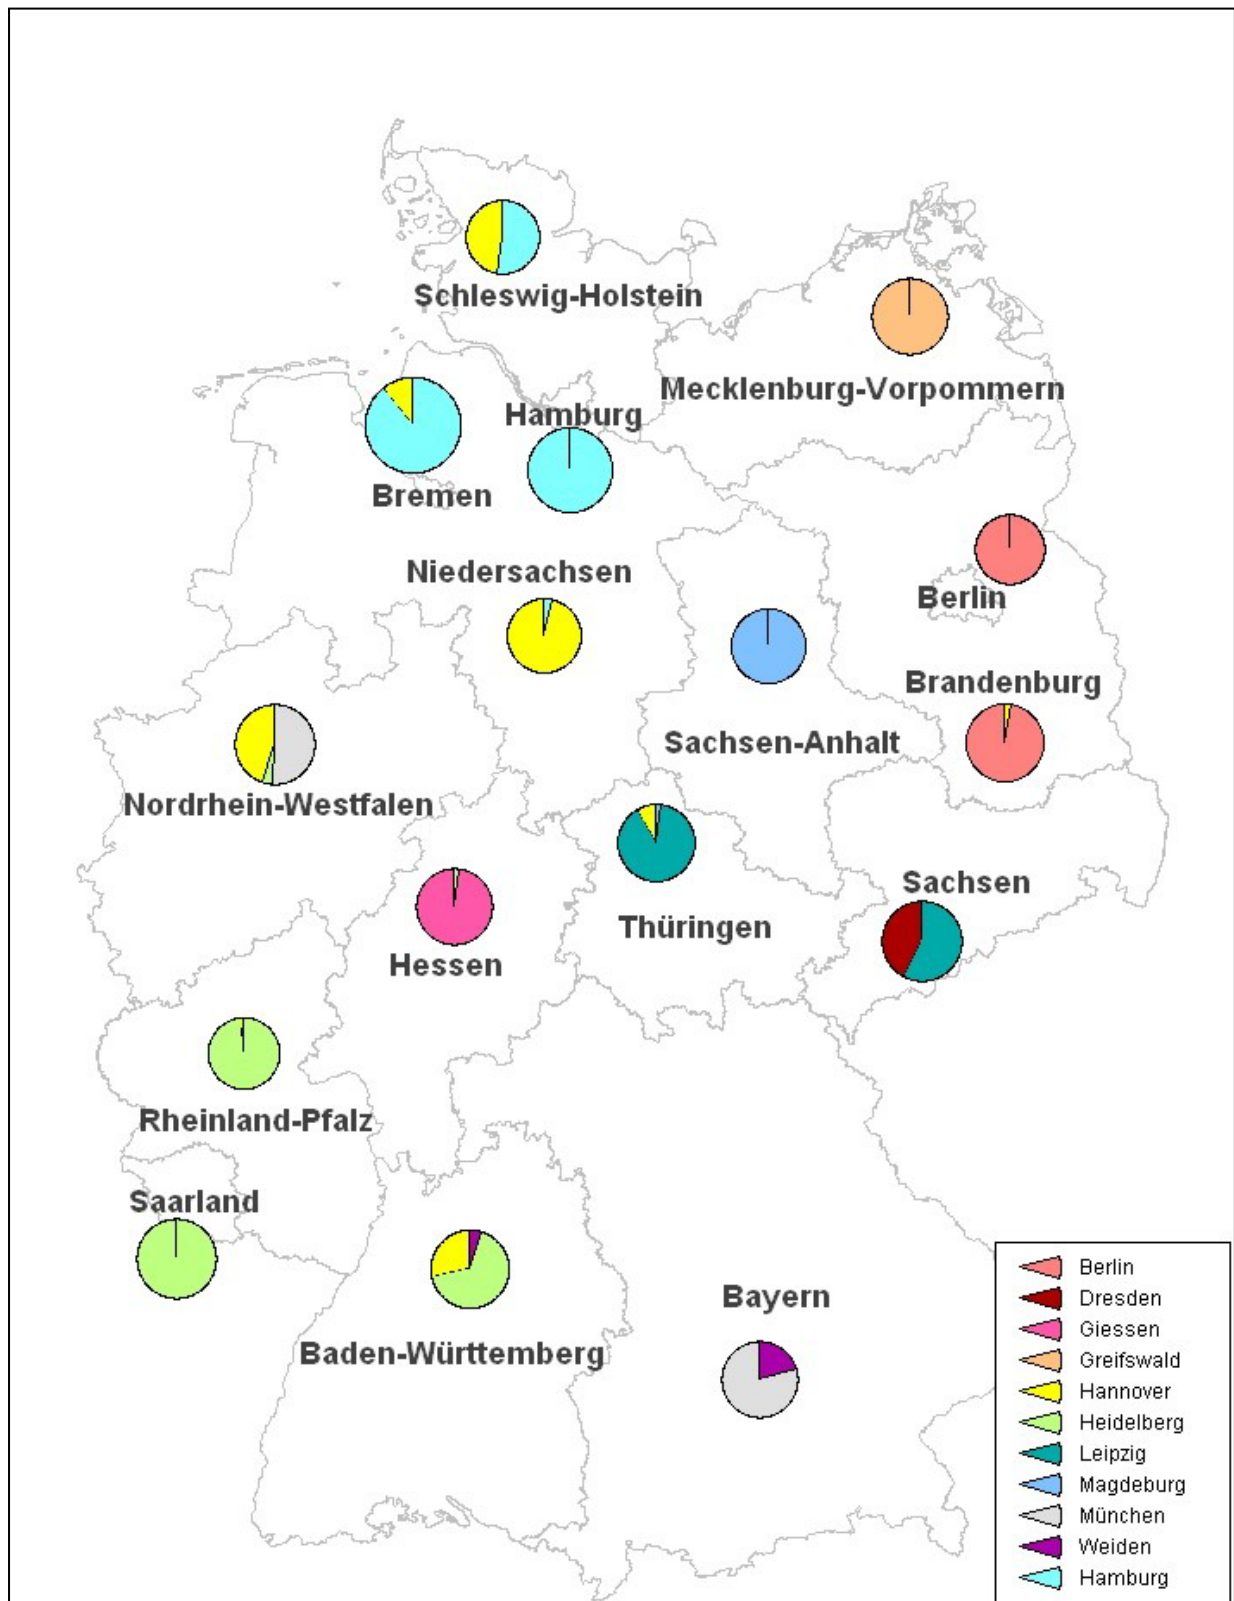 Schleswig-Holstein
Mecklenburg-Vorpommern
Hamburg
Bremen
Niedersachsen
Berlin
Brandenburg
Sachsen-Anhalt
Nordrhein-Westfalen
Sachsen
Thüringen
Hessen
Rheinland-Pfalz
Saarland
Bayern
Baden-Württemberg
Berlin
Dresden
Giessen
Greifswald
Hannover
Heidelberg
Leipzig
Magdeburg
München
Weiden
Hamburg